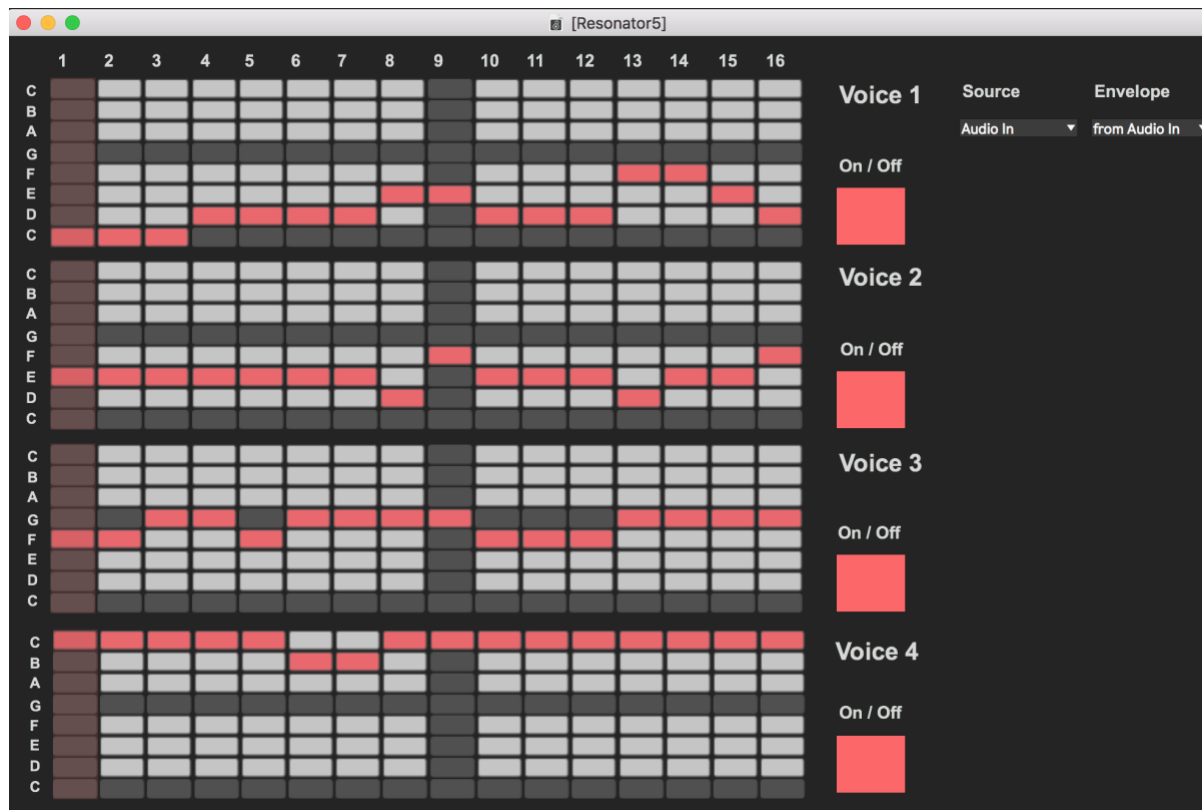 [Resonator5]
1 2 3 4 5 6 7 8 9 10 11 12 13 14 15 16
C
B
A
G
F
E
D
C
Voice 1
Source
Envelope
Audio In
from Audio In
On / Off
C
B
A
G
F
E
D
C
Voice 2
On / Off
C
B
A
G
F
E
D
C
Voice 3
On / Off
C
B
A
G
F
E
D
C
Voice 4
On / Off